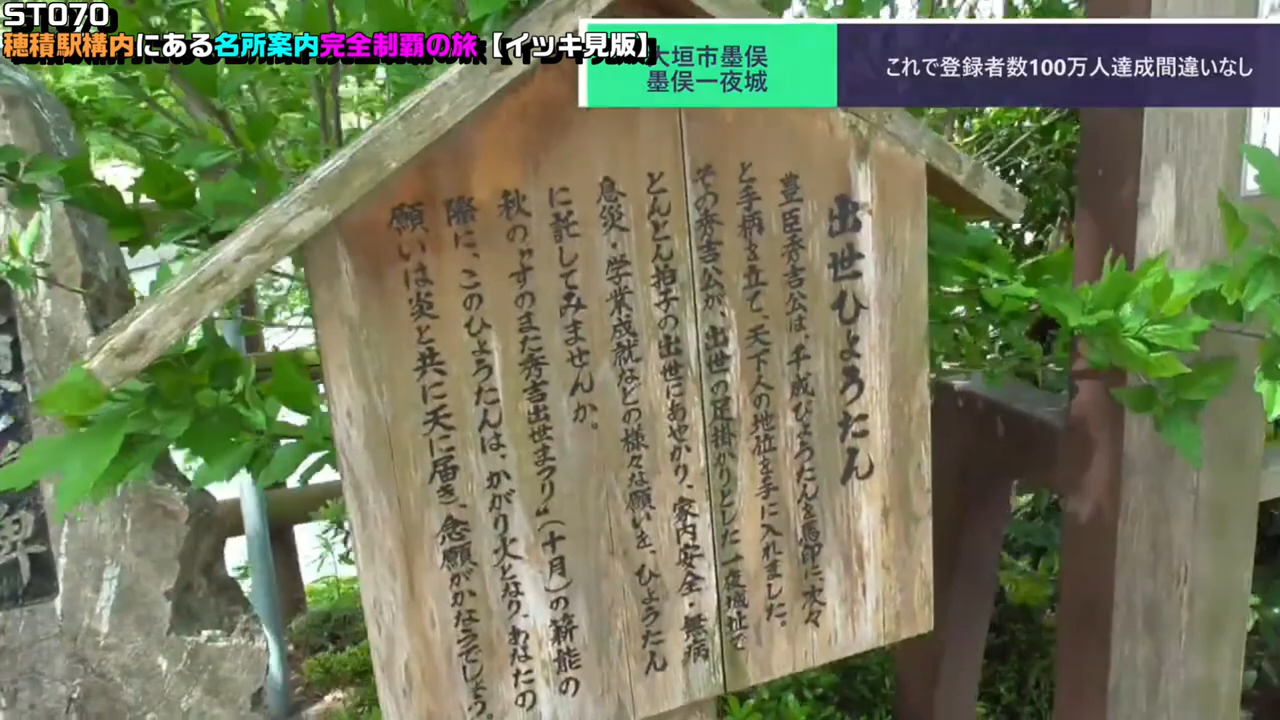 ST070
穂積駅構内にある名所案内完全制覇の旅【イツキ見版】
大垣市墨俣
墨俣一夜城
これで登録者数100万人達成間違いなし
出世ひょうたん
豊臣秀吉公は、千成びょうたんを馬印に、次々
と手柄を立て、天下人の地位を手に入れました。
その秀吉公が、出世の足掛かりとした一夜城址で
とんとん拍子の出世にあやかり、家内安全・無病
息災・学業成就などの様々な願いを、ひょうたん
に託してみませんか。
秋の〝すのまた秀吉出世まつり〟(十月)の薪能の
際に、このひょうたんは、かがり火となり、あなたの
願いは炎と共に天に届き、念願がかなうでしょう。
碑